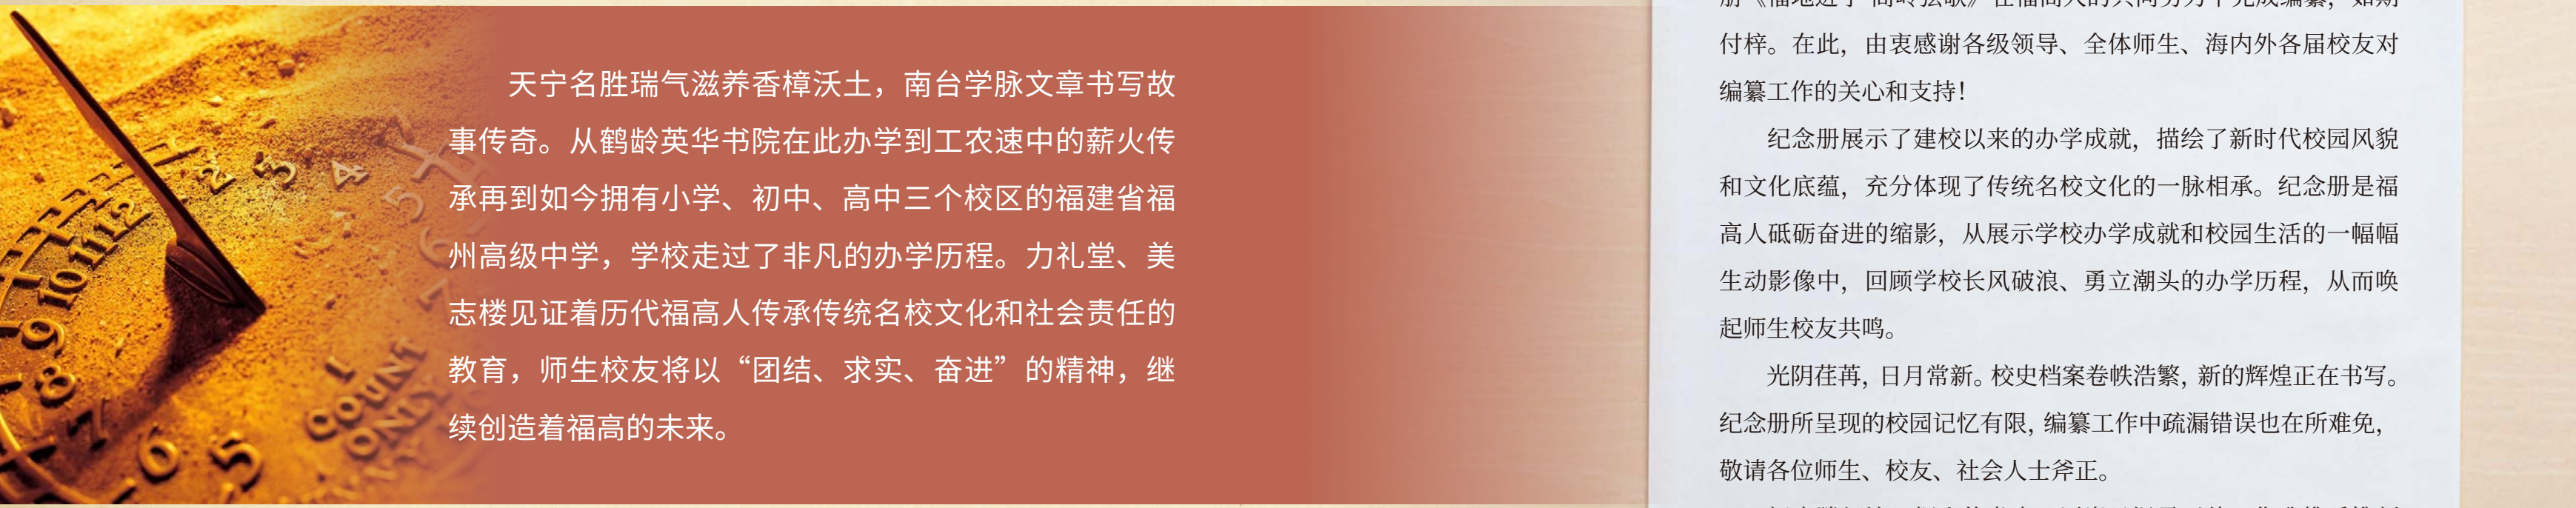 天宁名胜瑞气滋养香樟沃土，南台学脉文章书写故
事传奇。从鹤龄英华书院在此办学到工农速中的薪火传
承再到如今拥有小学、初中、高中三个校区的福建省福
州高级中学，学校走过了非凡的办学历程。力礼堂、美
志楼见证着历代福高人传承传统名校文化和社会责任的
教育，师生校友将以“团结、求实、奋进”的精神，继
续创造着福高的未来。
付梓。在此，由衷感谢各级领导、全体师生、海内外各届校友对
编纂工作的关心和支持！
纪念册展示了建校以来的办学成就，描绘了新时代校园风貌
和文化底蕴，充分体现了传统名校文化的一脉相承。纪念册是福
高人砥砺奋进的缩影，从展示学校办学成就和校园生活的一幅幅
生动影像中，回顾学校长风破浪、勇立潮头的办学历程，从而唤
起师生校友共鸣。
光阴荏苒，日月常新。校史档案卷帙浩繁，新的辉煌正在书写。
纪念册所呈现的校园记忆有限，编纂工作中疏漏错误也在所难免，
敬请各位师生、校友、社会人士斧正。
2 3 4 5 6 7
12 11 10 9 8 7 6 5
I COUNT
ONLY